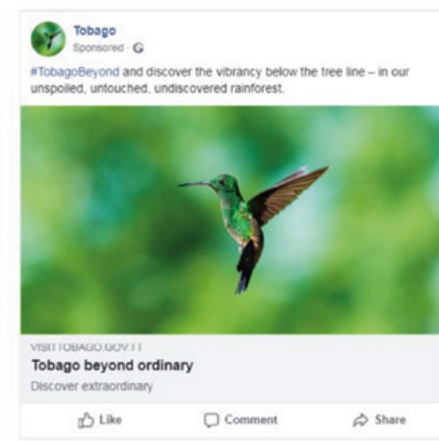 Tobago
Sponsored ·
#TobagoBeyond and discover the vibrancy below the tree line – in our
unspoiled, untouched, undiscovered rainforest.
VISITTOBAGO.GOV.TT
Tobago beyond ordinary
Discover extraordinary
Like Comment Share